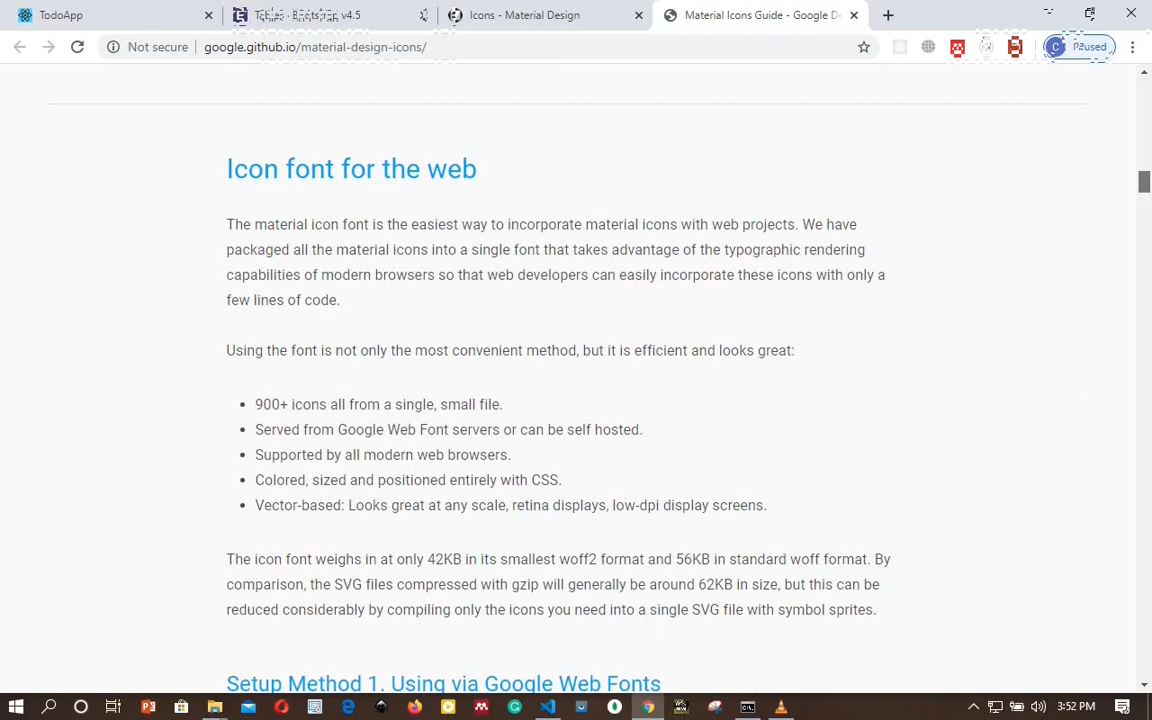 TodoApp
Bootstrap v4.5
Icons - Material Design
Material Icons Guide - Google De
Not secure
google.github.io/material-design-icons/
C
Paused
Icon font for the web
The material icon font is the easiest way to incorporate material icons with web projects. We have
packaged all the material icons into a single font that takes advantage of the typographic rendering
capabilities of modern browsers so that web developers can easily incorporate these icons with only a
few lines of code.
Using the font is not only the most convenient method, but it is efficient and looks great:
• 900+ icons all from a single, small file.
• Served from Google Web Font servers or can be self hosted.
• Supported by all modern web browsers.
• Colored, sized and positioned entirely with CSS.
• Vector-based: Looks great at any scale, retina displays, low-dpi display screens.
The icon font weighs in at only 42KB in its smallest woff2 format and 56KB in standard woff format. By
comparison, the SVG files compressed with gzip will generally be around 62KB in size, but this can be
reduced considerably by compiling only the icons you need into a single SVG file with symbol sprites.
Setup Method 1. Using via Google Web Fonts
3:52 PM